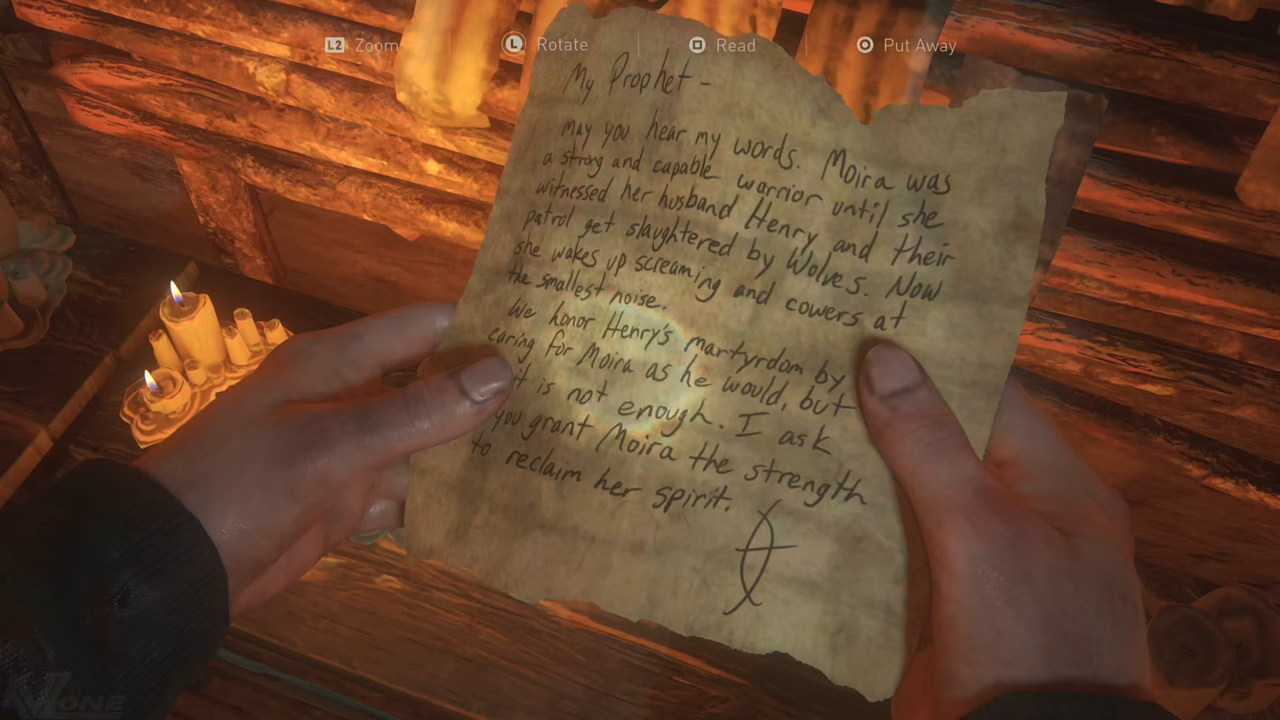 L2 Zoom L Rotate Read Put Away
My Prophet -
may you hear my words. Moira was
a strong and capable warrior until she
witnessed her husband Henry and their
patrol get slaughtered by Wolves. Now
she wakes up screaming and cowers at
the smallest noise.
We honor Henry's martyrdom by
caring for Moira as he would, but
it is not enough. I ask
you grant Moira the strength
to reclaim her spirit.